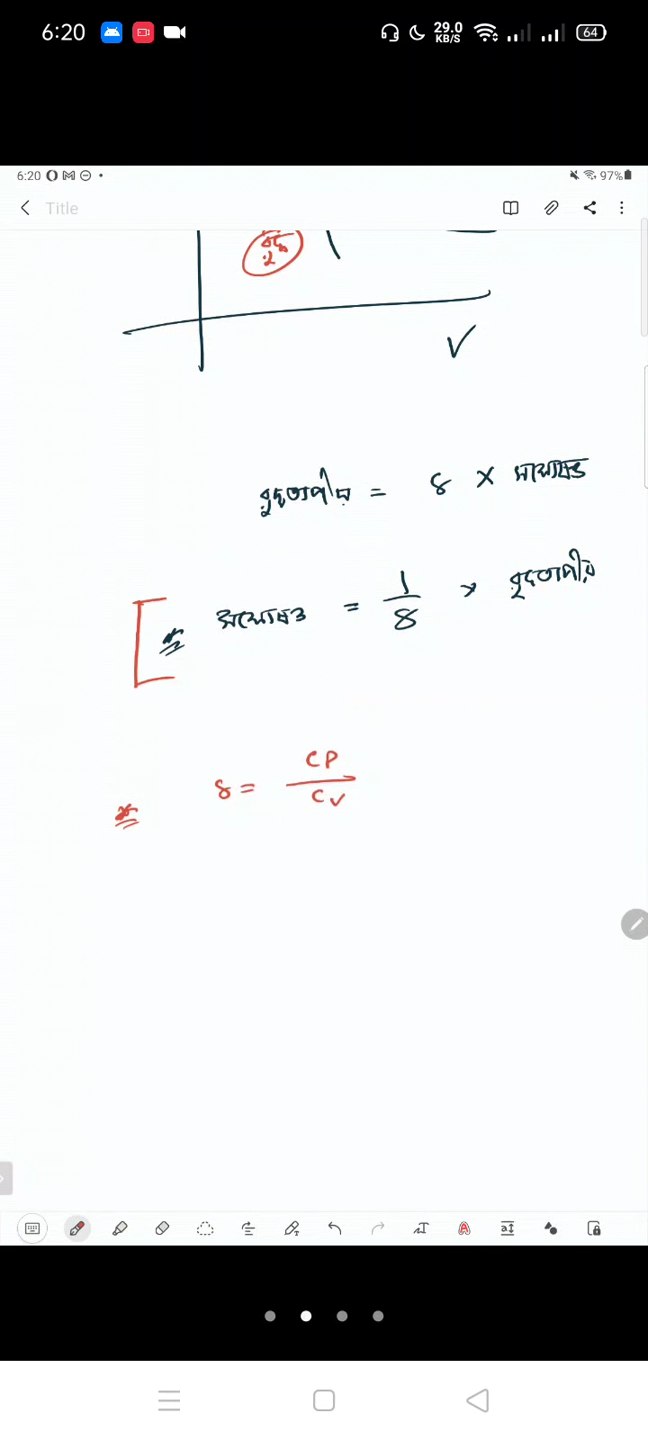 6:20 29.0 KB/S 64
6:20 97%
Title
V
রুদ্ধতাপীয় = γ × সমোষ্ণ
সমোষ্ণ = 1/γ × রুদ্ধতাপীয়
γ = CP/CV